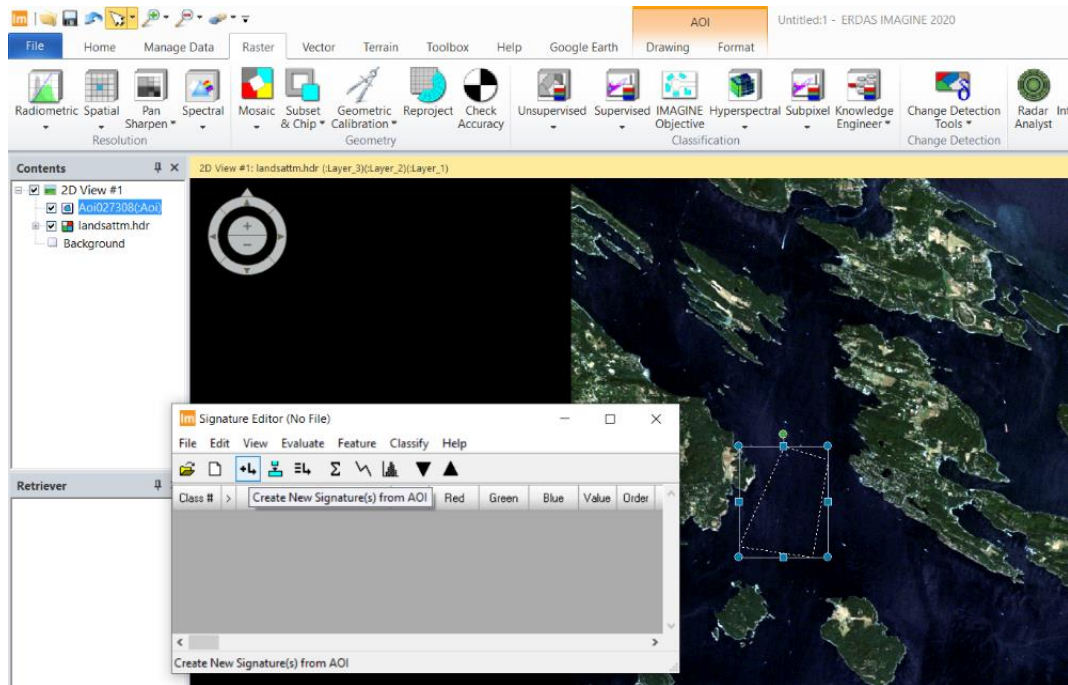 AOI
Untitled:1 - ERDAS IMAGINE 2020
File Home Manage Data Raster Vector Terrain Toolbox Help Google Earth Drawing Format
Radiometric Spatial Pan Sharpen Spectral Mosaic Subset & Chip Geometric Calibration Reproject Check Accuracy Unsupervised Supervised IMAGINE Objective Hyperspectral Subpixel Knowledge Engineer Change Detection Tools Radar Analyst
Resolution Geometry Classification Change Detection
Contents
2D View #1: landsattm.hdr (:Layer_3)(:Layer_2)(:Layer_1)
2D View #1
Aoi027308(:Aoi)
landsattm.hdr
Background
Retriever
Im Signature Editor (No File)
File Edit View Evaluate Feature Classify Help
Class # > Create New Signature(s) from AOI Red Green Blue Value Order
Create New Signature(s) from AOI